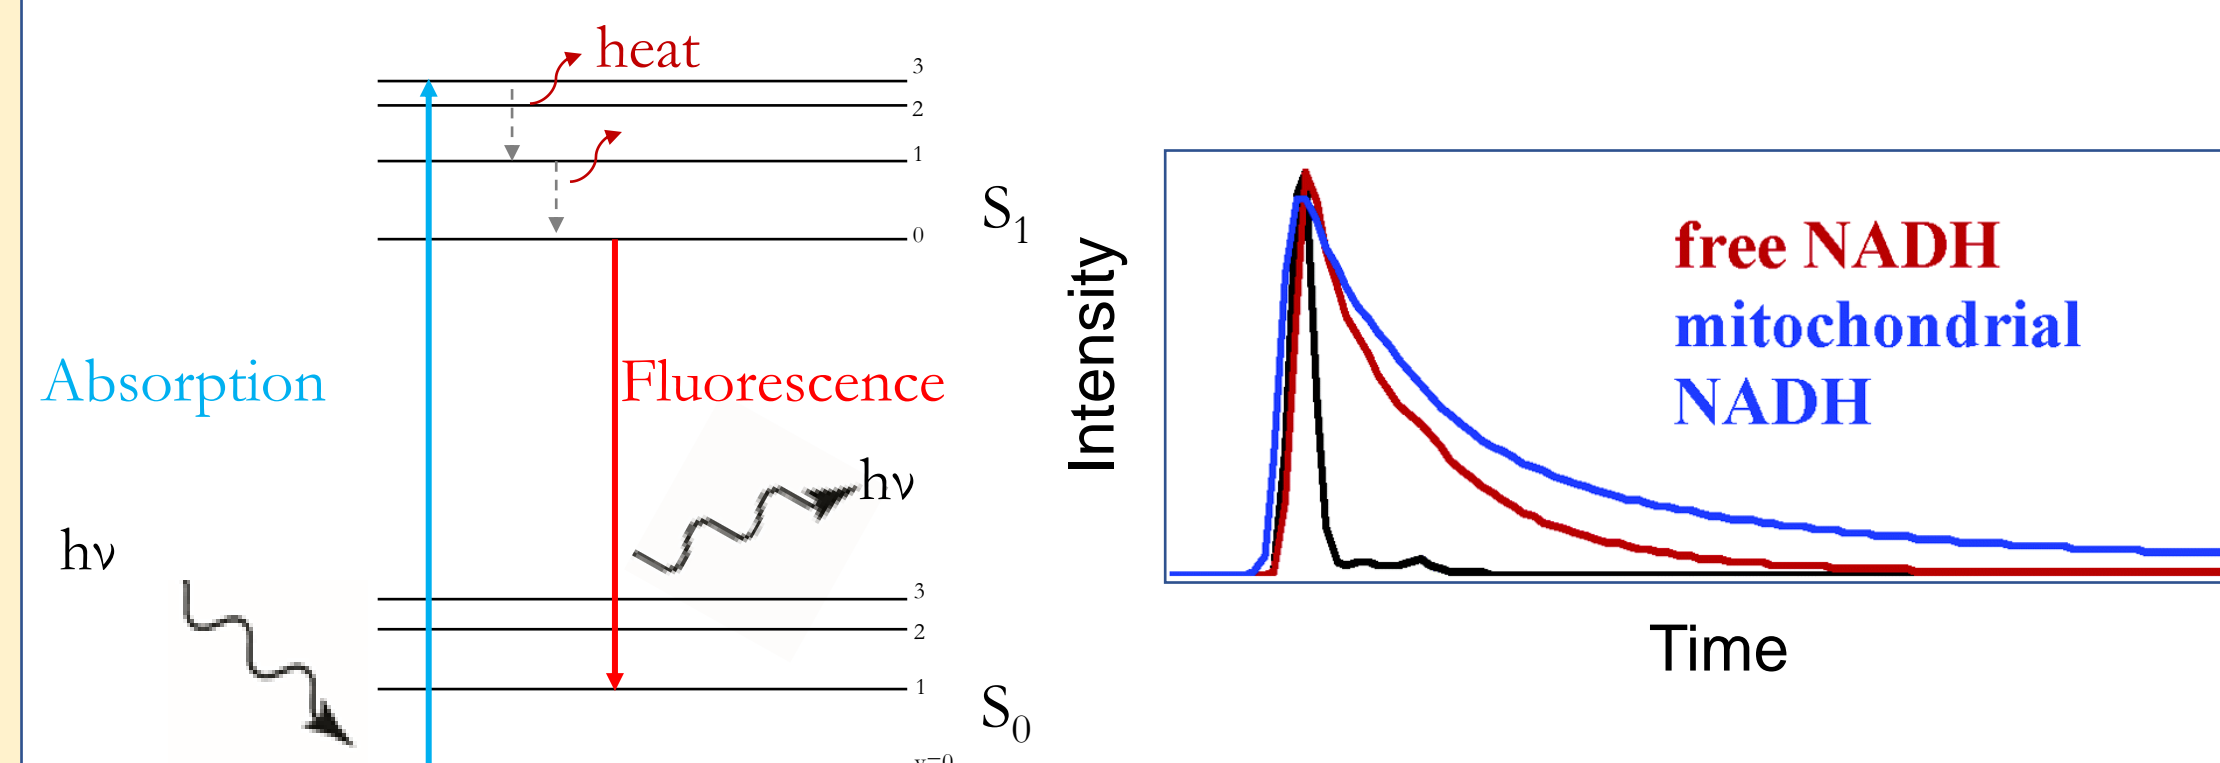 heat
3
2
1
0
S1
Absorption
Fluorescence
hν
hν
3
2
1
S0
Intensity
free NADH
mitochondrial
NADH
Time